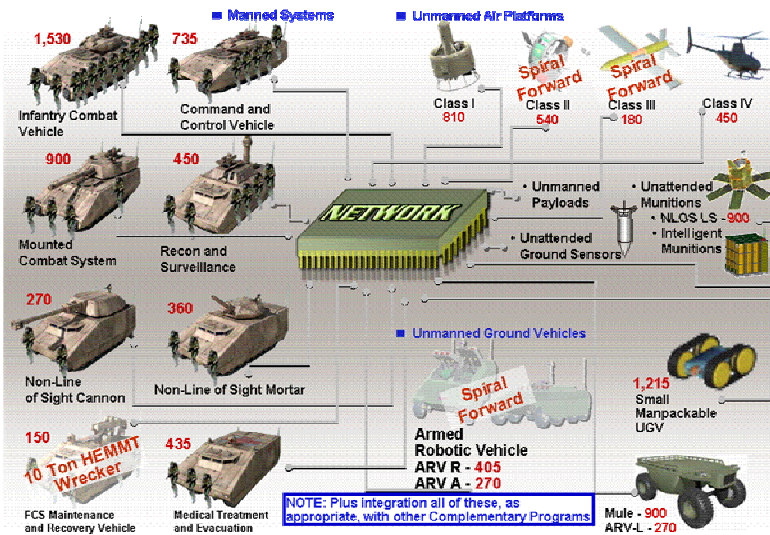 ■ Manned Systems
■ Unmanned Air Platforms
1,530
735
Infantry Combat
Vehicle
Command and
Control Vehicle
Class I
810
Spiral
Forward
Class II
540
Spiral
Forward
Class III
180
Class IV
450
900
450
Mounted
Combat System
Recon and
Surveillance
NETWORK
• Unmanned
Payloads
• Unattended
Ground Sensors
• Unattended
Munitions
• NLOS LS - 900
• Intelligent
Munitions
270
360
Non-Line
of Sight Cannon
Non-Line of Sight Mortar
■ Unmanned Ground Vehicles
Spiral
Forward
Armed
Robotic Vehicle
ARV R - 405
ARV A - 270
1,215
Small
Manpackable
UGV
150
10 Ton HEMMT
Wrecker
435
FCS Maintenance
and Recovery Vehicle
Medical Treatment
and Evacuation
NOTE: Plus integration all of these, as
appropriate, with other Complementary Programs
Mule - 900
ARV-L - 270